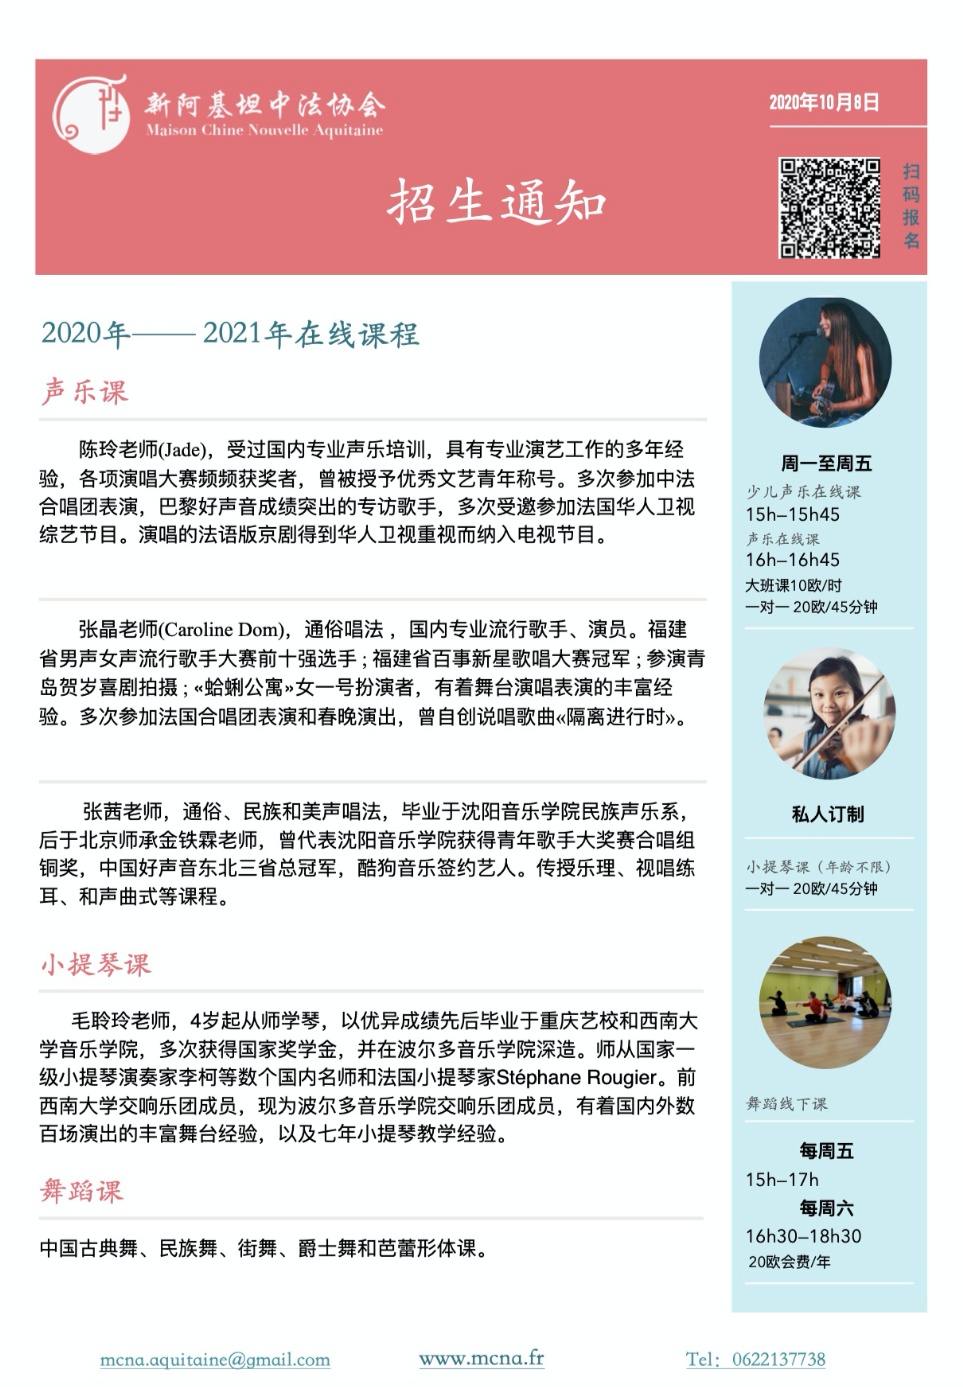 新阿基坦中法协会
Maison Chine Nouvelle Aquitaine
2020年10月8日
招生通知
扫码报名
2020年—— 2021年在线课程
声乐课
陈玲老师(Jade)，受过国内专业声乐培训，具有专业演艺工作的多年经
验，各项演唱大赛频频获奖者，曾被授予优秀文艺青年称号。多次参加中法
合唱团表演，巴黎好声音成绩突出的专访歌手，多次受邀参加法国华人卫视
综艺节目。演唱的法语版京剧得到华人卫视重视而纳入电视节目。
张晶老师(Caroline Dom)，通俗唱法 ，国内专业流行歌手、演员。福建
省男声女声流行歌手大赛前十强选手 ; 福建省百事新星歌唱大赛冠军 ; 参演青
岛贺岁喜剧拍摄 ; «蛤蜊公寓»女一号扮演者，有着舞台演唱表演的丰富经
验。多次参加法国合唱团表演和春晚演出，曾自创说唱歌曲«隔离进行时»。
张茜老师，通俗、民族和美声唱法，毕业于沈阳音乐学院民族声乐系，
后于北京师承金铁霖老师，曾代表沈阳音乐学院获得青年歌手大奖赛合唱组
铜奖，中国好声音东北三省总冠军，酷狗音乐签约艺人。传授乐理、视唱练
耳、和声曲式等课程。
小提琴课
毛聆玲老师，4岁起从师学琴，以优异成绩先后毕业于重庆艺校和西南大
学音乐学院，多次获得国家奖学金，并在波尔多音乐学院深造。师从国家一
级小提琴演奏家李柯等数个国内名师和法国小提琴家Stéphane Rougier。前
西南大学交响乐团成员，现为波尔多音乐学院交响乐团成员，有着国内外数
百场演出的丰富舞台经验，以及七年小提琴教学经验。
舞蹈课
中国古典舞、民族舞、街舞、爵士舞和芭蕾形体课。
周一至周五
少儿声乐在线课
15h–15h45
声乐在线课
16h–16h45
大班课10欧/时
一对一 20欧/45分钟
私人订制
小提琴课（年龄不限）
一对一 20欧/45分钟
舞蹈线下课
每周五
15h–17h
每周六
16h30–18h30
20欧会费/年
mcna.aquitaine@gmail.com
www.mcna.fr
Tel：0622137738